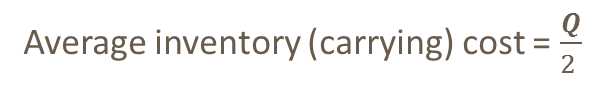 Average inventory (carrying) cost = Q/2